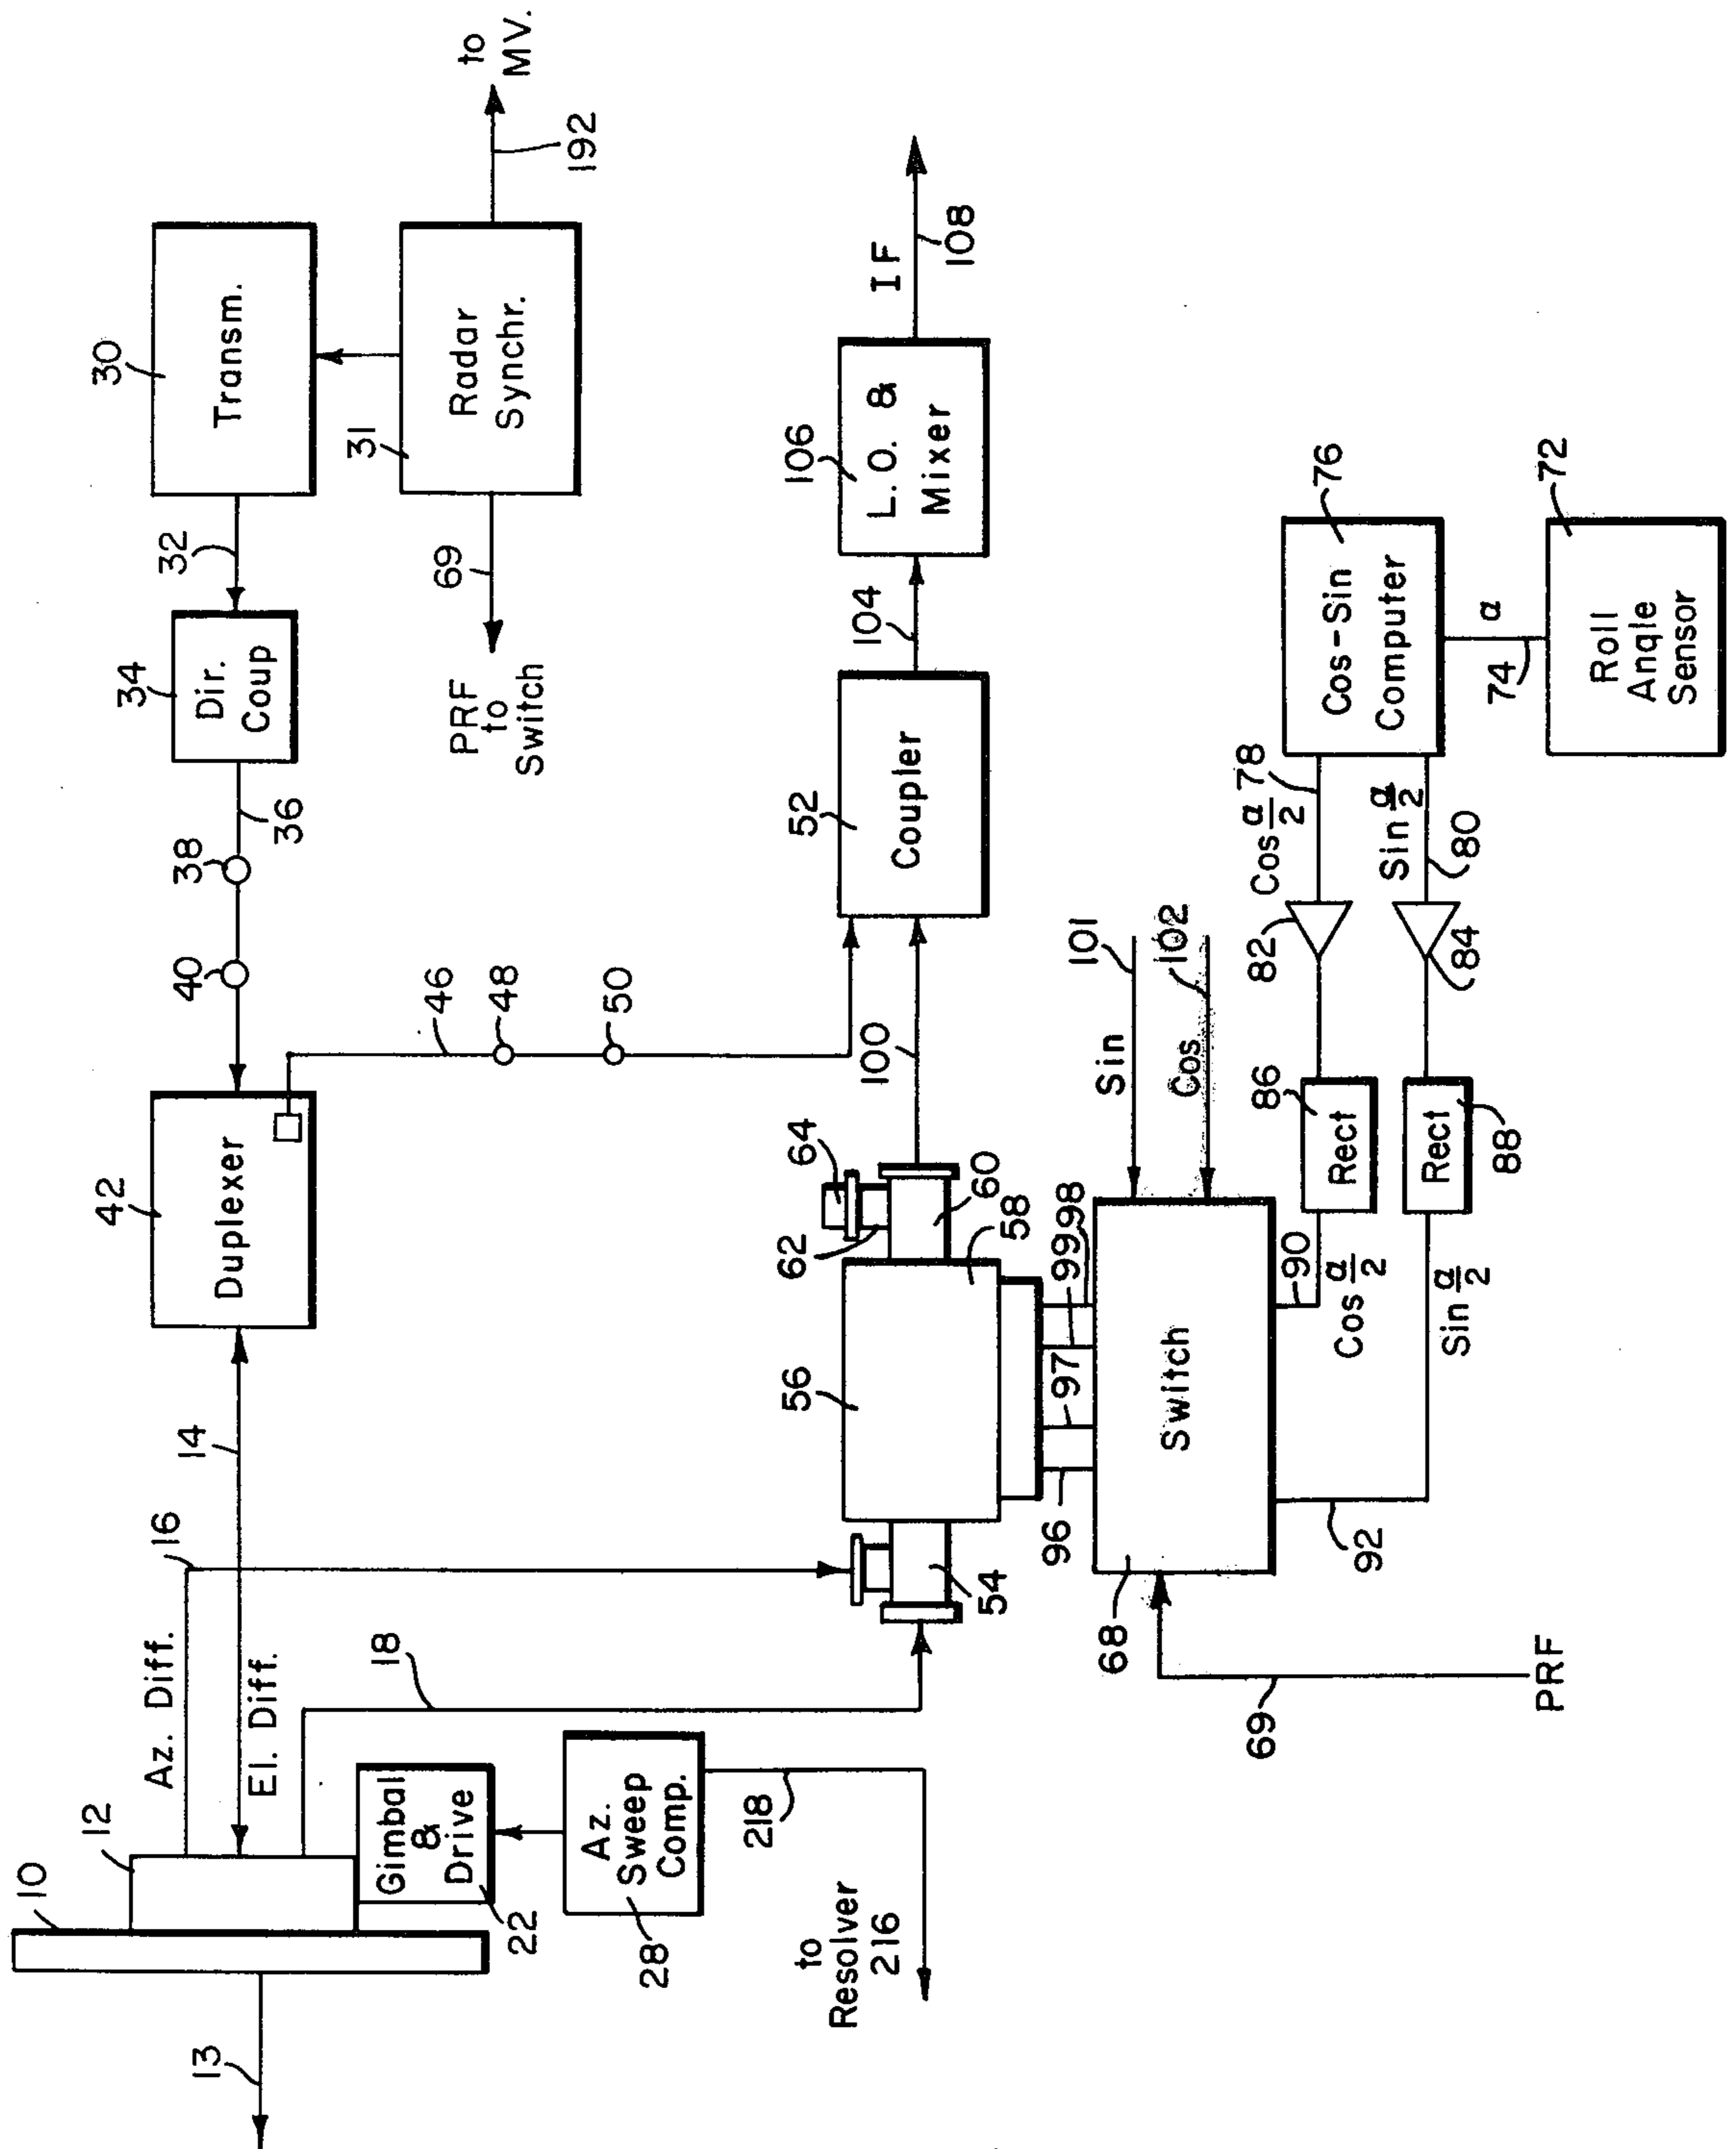 10
12
13
Az. Diff.
16
14
El. Diff.
18
Gimbal
&
Drive
22
Az.
Sweep
Comp.
28
218
to
Resolver
216
42
Duplexer
40
38
36
34
Dir.
Coup
32
30
Transm.
31
Radar
Synchr.
69
PRF
to
Switch
192
to
MV.
46
48
50
52
Coupler
100
104
106
L.O. &
Mixer
IF
108
54
56
58
60
62
64
96
97
99
98
Switch
68
69
PRF
Sin
101
Cos
102
90
Cos α/2
92
Sin α/2
86
Rect
Rect
88
82
84
Cos α/2
78
Sin α/2
80
76
Cos-Sin
Computer
74
α
72
Roll
Angle
Sensor